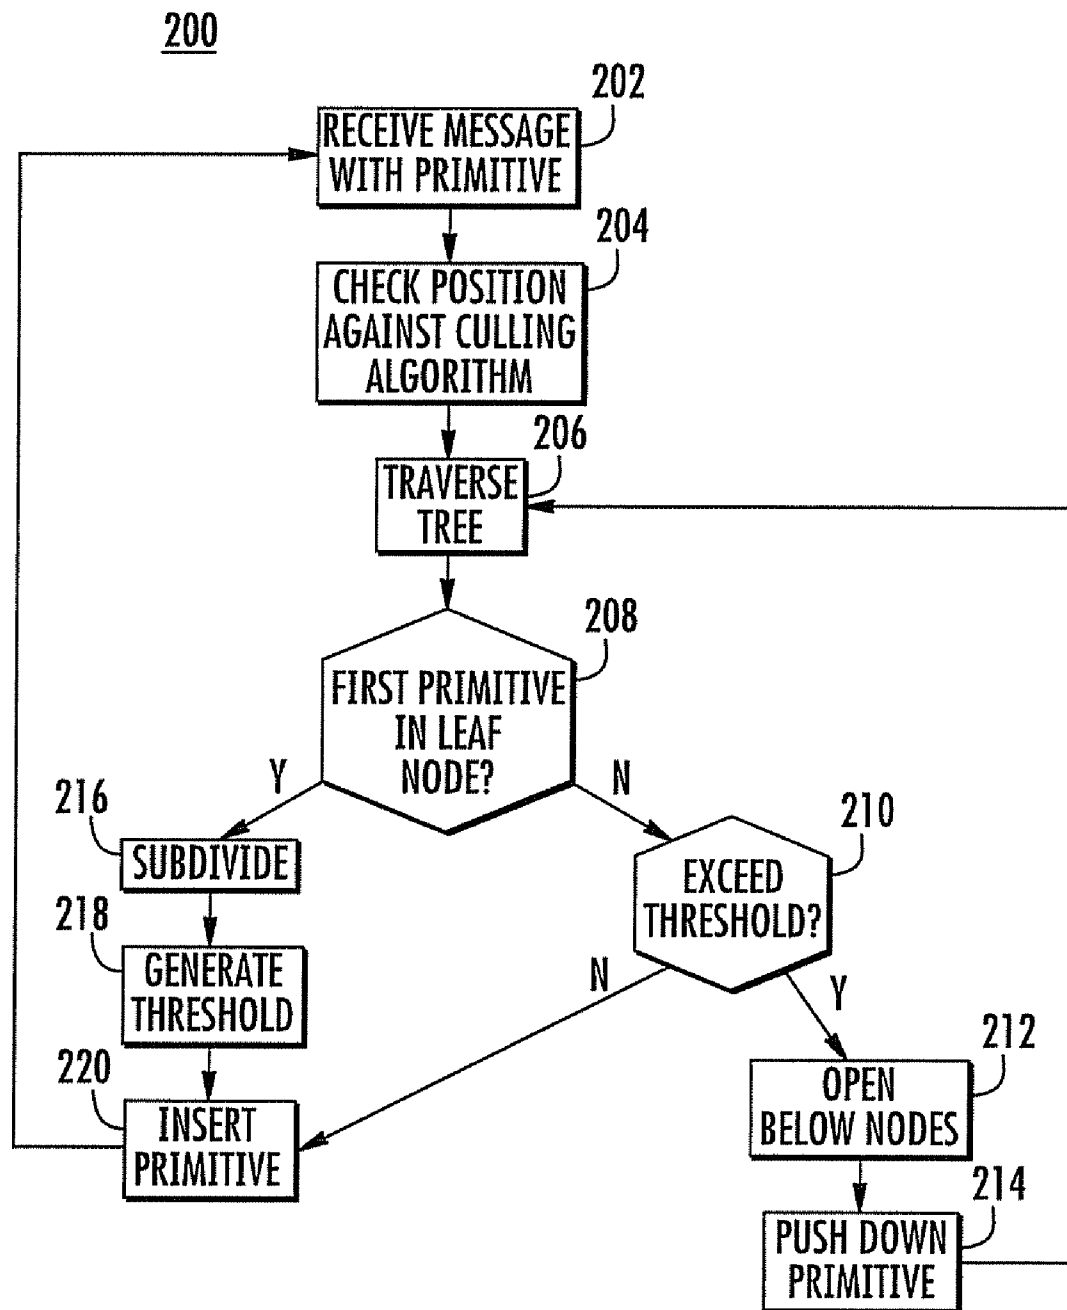 200
202
RECEIVE MESSAGE
WITH PRIMITIVE
204
CHECK POSITION
AGAINST CULLING
ALGORITHM
206
TRAVERSE
TREE
208
FIRST PRIMITIVE
IN LEAF
NODE?
Y
N
216
SUBDIVIDE
210
EXCEED
THRESHOLD?
218
GENERATE
THRESHOLD
N
Y
220
INSERT
PRIMITIVE
212
OPEN
BELOW NODES
214
PUSH DOWN
PRIMITIVE